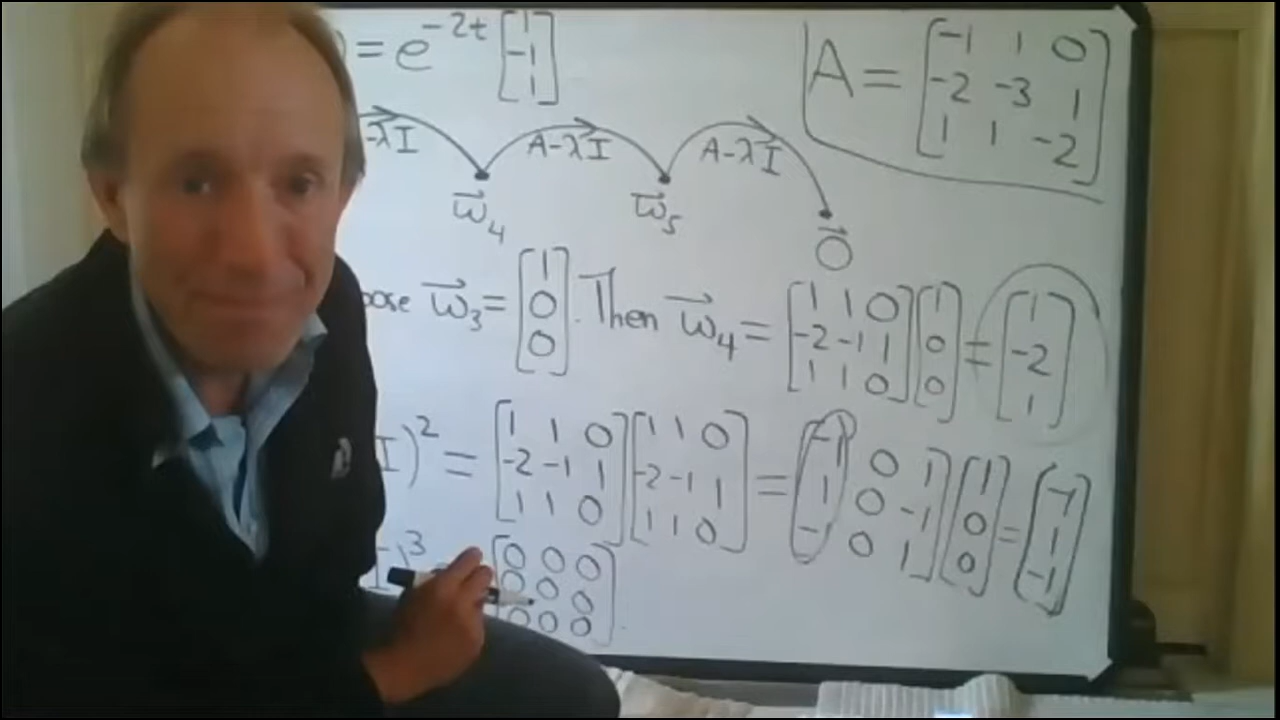 ) = e^{-2t} [1; -1; 1]
A = [-1 1 0; -2 -3 1; 1 1 -2]
-λI A-λI A-λI
w⃗₄ w⃗₅ 0⃗
pose w⃗₃ = [1; 0; 0]. Then w⃗₄ = [1 1 0; -2 -1 1; 1 1 0] [1; 0; 0] = [1; -2; 1]
I)² = [1 1 0; -2 -1 1; 1 1 0] [1 1 0; -2 -1 1; 1 1 0] = [-1 0 1; 1 0 -1; -1 0 1] [1; 0; 0] = [-1; 1; -1]
I)³ = [0 0 0; 0 0 0; 0 0 0].